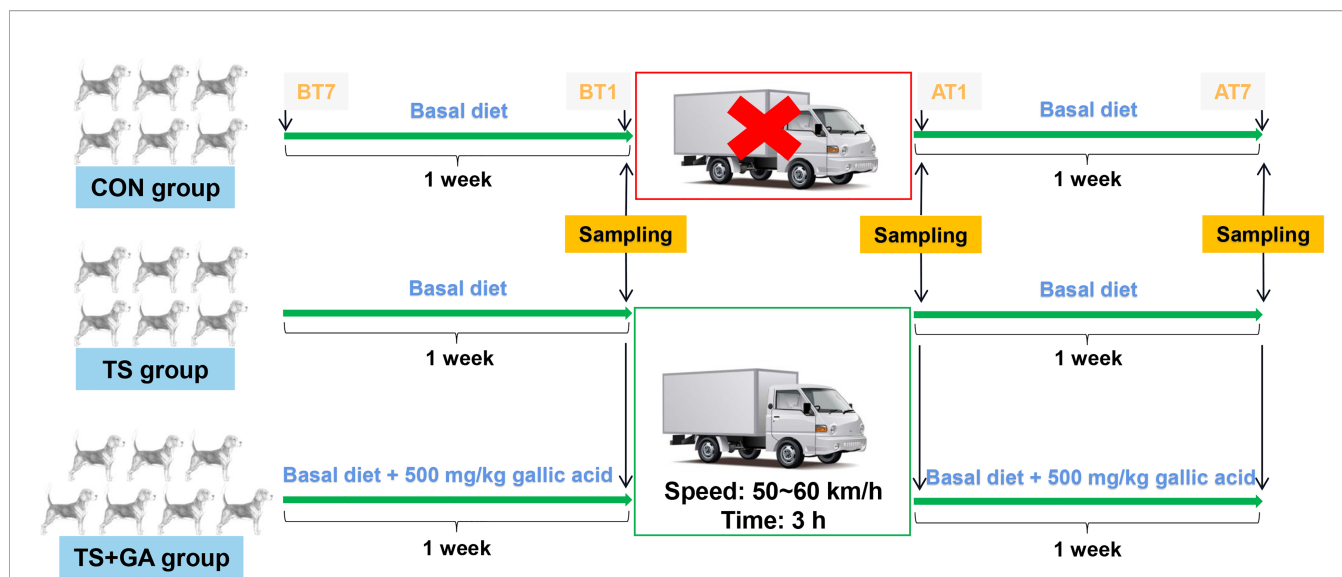 BT7
BT1
AT1
AT7
Basal diet
Basal diet
1 week
1 week
CON group
Sampling
Sampling
Sampling
Basal diet
Basal diet
1 week
1 week
TS group
Basal diet + 500 mg/kg gallic acid
Basal diet + 500 mg/kg gallic acid
Speed: 50~60 km/h
Time: 3 h
1 week
1 week
TS+GA group